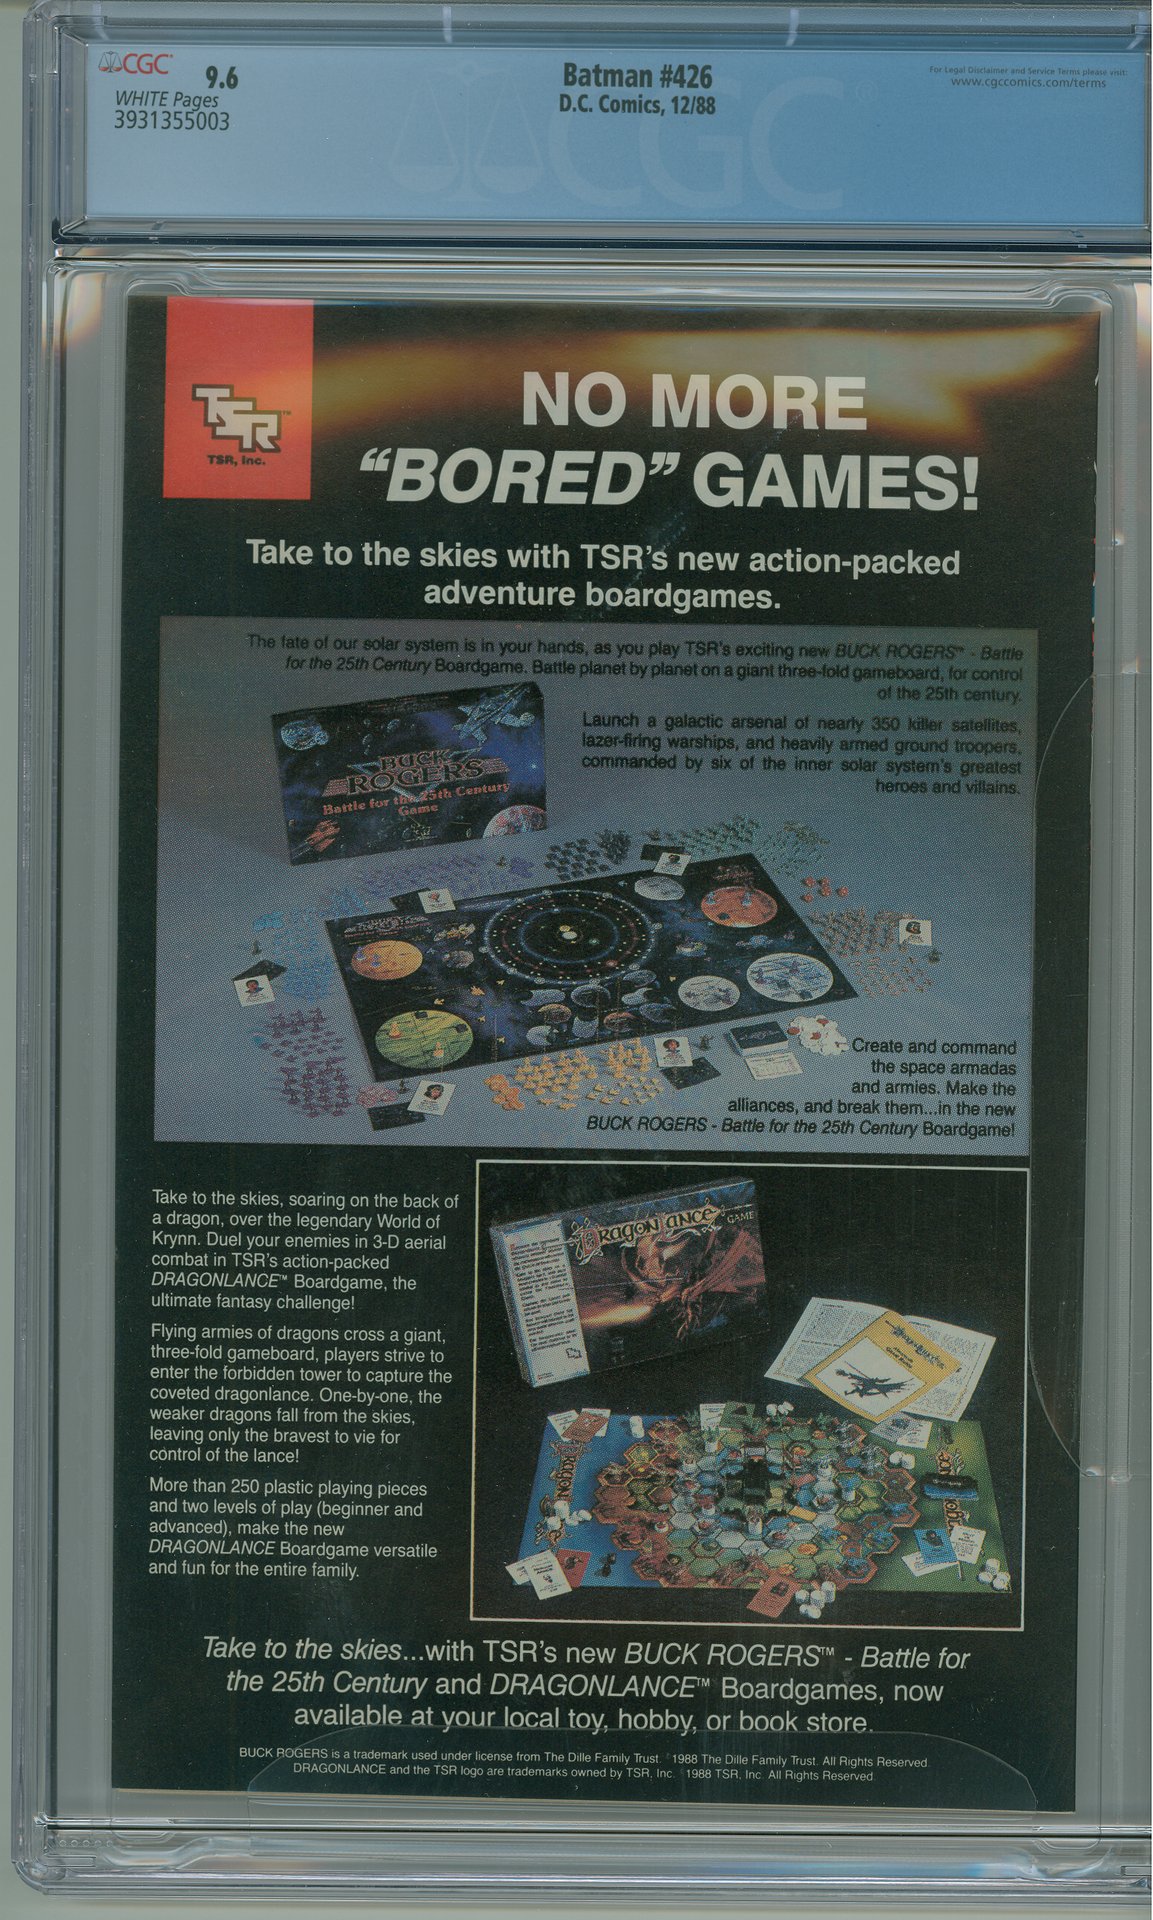 CGC
9.6
WHITE Pages
3931355003
Batman #426
D.C. Comics, 12/88
For Legal Disclaimer and Service Terms please visit:
www.cgccomics.com/terms
CGC
TSR™
TSR, Inc.
NO MORE
“BORED” GAMES!
Take to the skies with TSR’s new action-packed
adventure boardgames.
The fate of our solar system is in your hands, as you play TSR’s exciting new BUCK ROGERS™ - Battle
for the 25th Century Boardgame. Battle planet by planet on a giant three-fold gameboard, for control
of the 25th century.
Launch a galactic arsenal of nearly 350 killer satellites,
lazer-firing warships, and heavily armed ground troopers,
commanded by six of the inner solar system’s greatest
heroes and villains.
BUCK
ROGERS
Battle for the 25th Century
Game
Create and command
the space armadas
and armies. Make the
alliances, and break them...in the new
BUCK ROGERS - Battle for the 25th Century Boardgame!
Take to the skies, soaring on the back of
a dragon, over the legendary World of
Krynn. Duel your enemies in 3-D aerial
combat in TSR’s action-packed
DRAGONLANCE™ Boardgame, the
ultimate fantasy challenge!
Flying armies of dragons cross a giant,
three-fold gameboard, players strive to
enter the forbidden tower to capture the
coveted dragonlance. One-by-one, the
weaker dragons fall from the skies,
leaving only the bravest to vie for
control of the lance!
More than 250 plastic playing pieces
and two levels of play (beginner and
advanced), make the new
DRAGONLANCE Boardgame versatile
and fun for the entire family.
DRAGONLANCE
GAME
Take to the skies...with TSR’s new BUCK ROGERS™ - Battle for
the 25th Century and DRAGONLANCE™ Boardgames, now
available at your local toy, hobby, or book store.
BUCK ROGERS is a trademark used under license from The Dille Family Trust. ©1988 The Dille Family Trust. All Rights Reserved.
DRAGONLANCE and the TSR logo are trademarks owned by TSR, Inc. ©1988 TSR, Inc. All Rights Reserved.